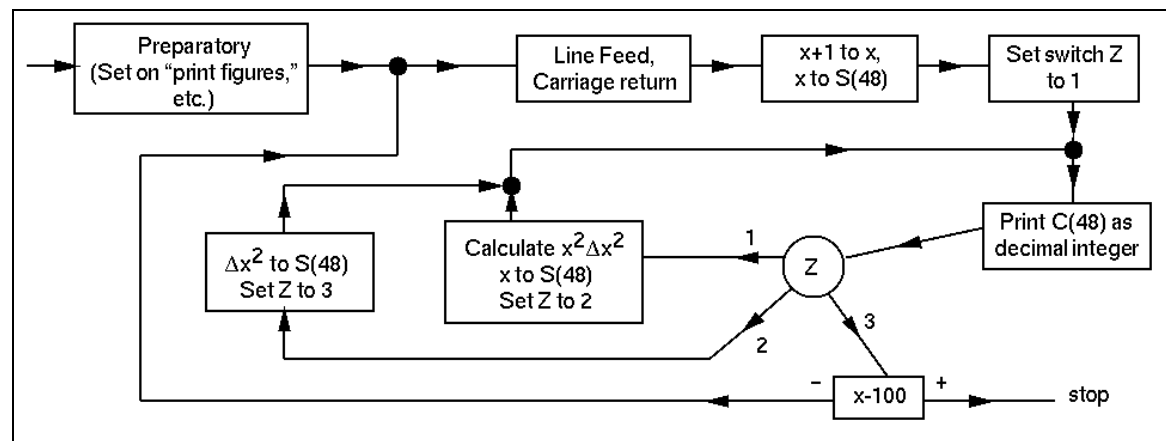 Preparatory
(Set on “print figures,”
etc.)
Line Feed,
Carriage return
x+1 to x,
x to S(48)
Set switch Z
to 1
Print C(48) as
decimal integer
Z
1
Calculate x²Δx²
x to S(48)
Set Z to 2
Δx² to S(48)
Set Z to 3
2
3
−
x-100
+
stop